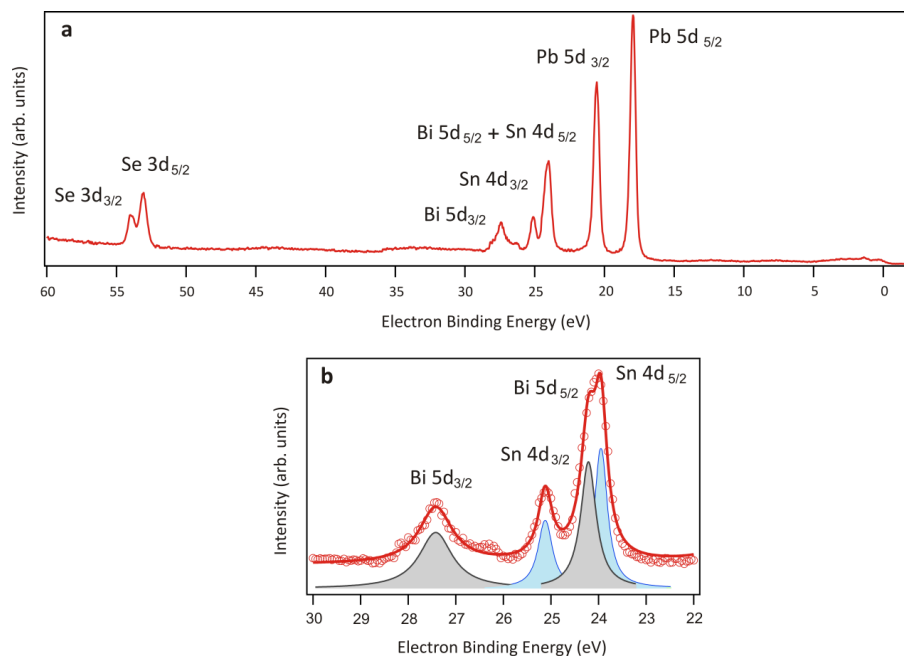 a
Intensity (arb. units)
Pb 5d 5/2
Pb 5d 3/2
Bi 5d5/2 + Sn 4d 5/2
Sn 4d3/2
Bi 5d3/2
Se 3d5/2
Se 3d3/2
60 55 50 45 40 35 30 25 20 15 10 5 0
Electron Binding Energy (eV)
b
Intensity (arb. units)
Sn 4d 5/2
Bi 5d5/2
Sn 4d3/2
Bi 5d3/2
30 29 28 27 26 25 24 23 22
Electron Binding Energy (eV)